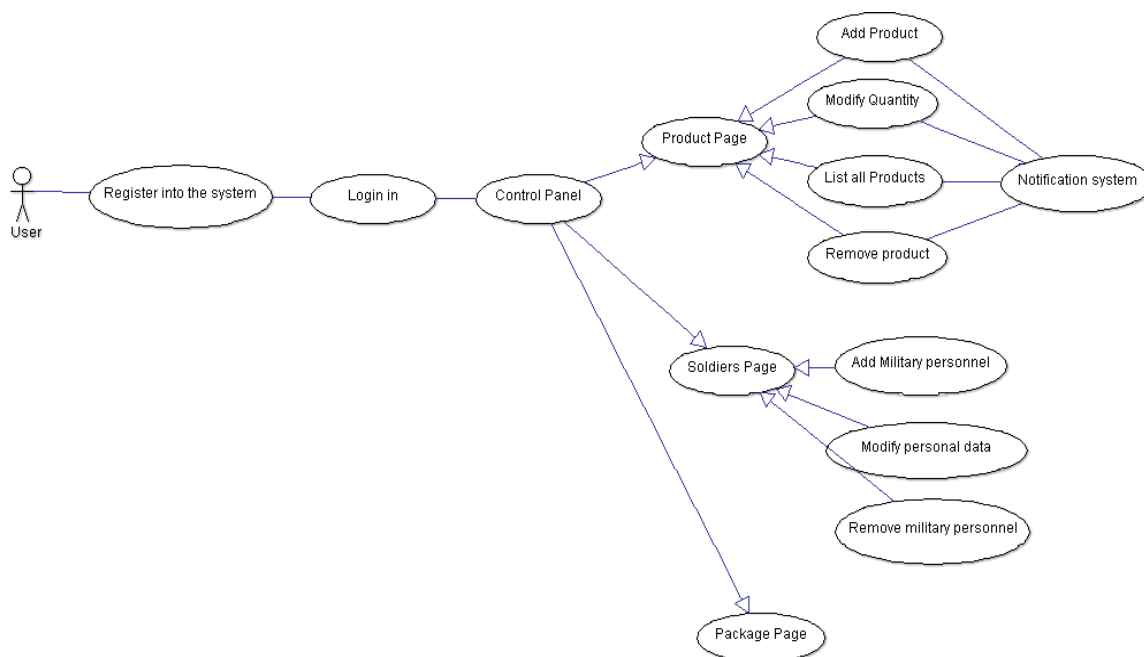 Add Product
Modify Quantity
Product Page
List all Products
Notification system
Register into the system
Login in
Control Panel
User
Remove product
Soldiers Page
Add Military personnel
Modify personal data
Remove military personnel
Package Page